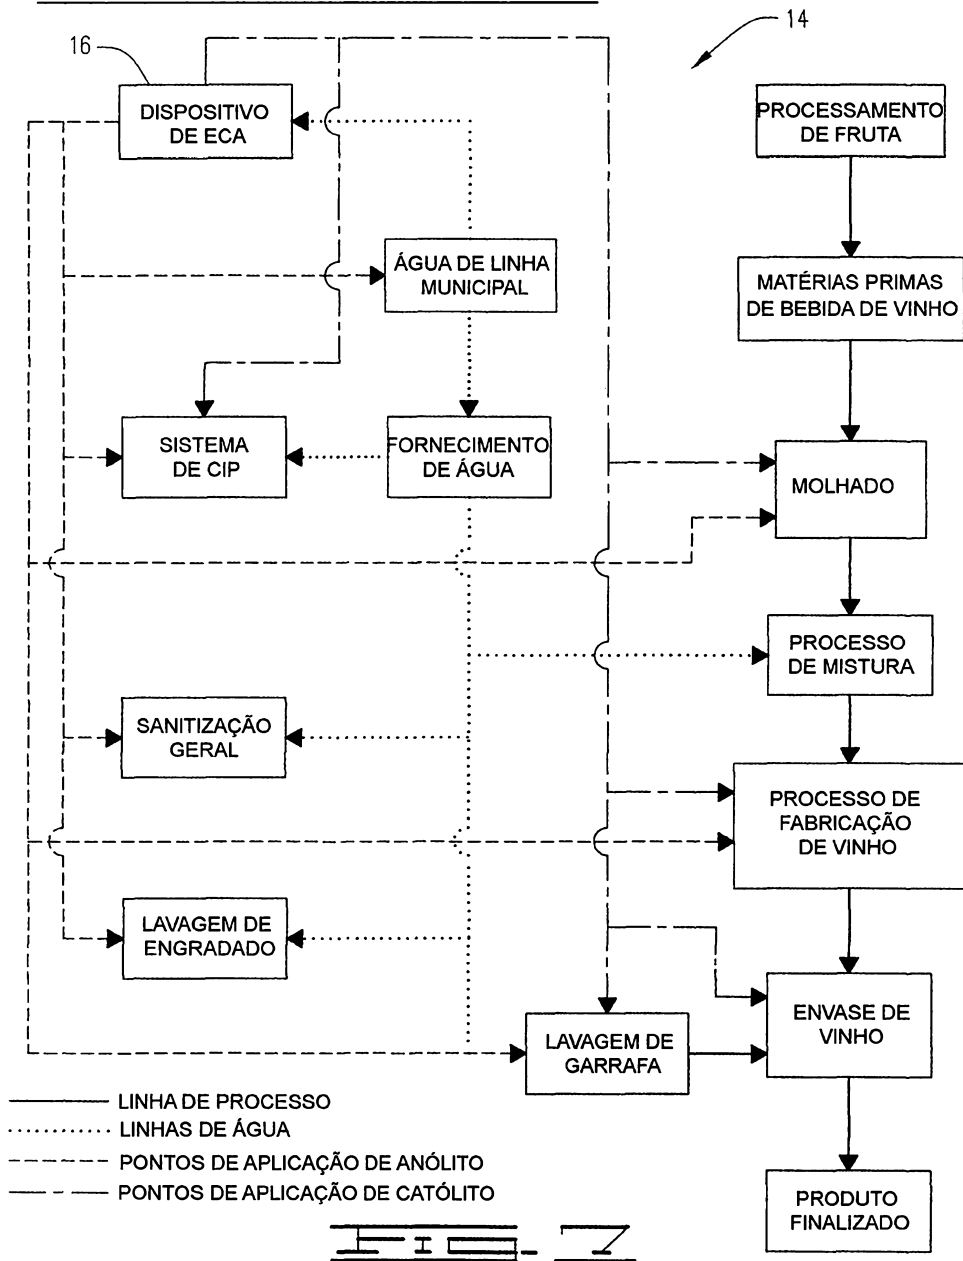 14
16
DISPOSITIVO
DE ECA
PROCESSAMENTO
DE FRUTA
ÁGUA DE LINHA
MUNICIPAL
MATÉRIAS PRIMAS
DE BEBIDA DE VINHO
SISTEMA
DE CIP
FORNECIMENTO
DE ÁGUA
MOLHADO
PROCESSO
DE MISTURA
SANITIZAÇÃO
GERAL
PROCESSO DE
FABRICAÇÃO
DE VINHO
LAVAGEM DE
ENGRADADO
ENVASE DE
VINHO
LAVAGEM DE
GARRAFA
LINHA DE PROCESSO
LINHAS DE ÁGUA
PONTOS DE APLICAÇÃO DE ANÓLITO
PONTOS DE APLICAÇÃO DE CATÓLITO
PRODUTO
FINALIZADO
FIG. 7